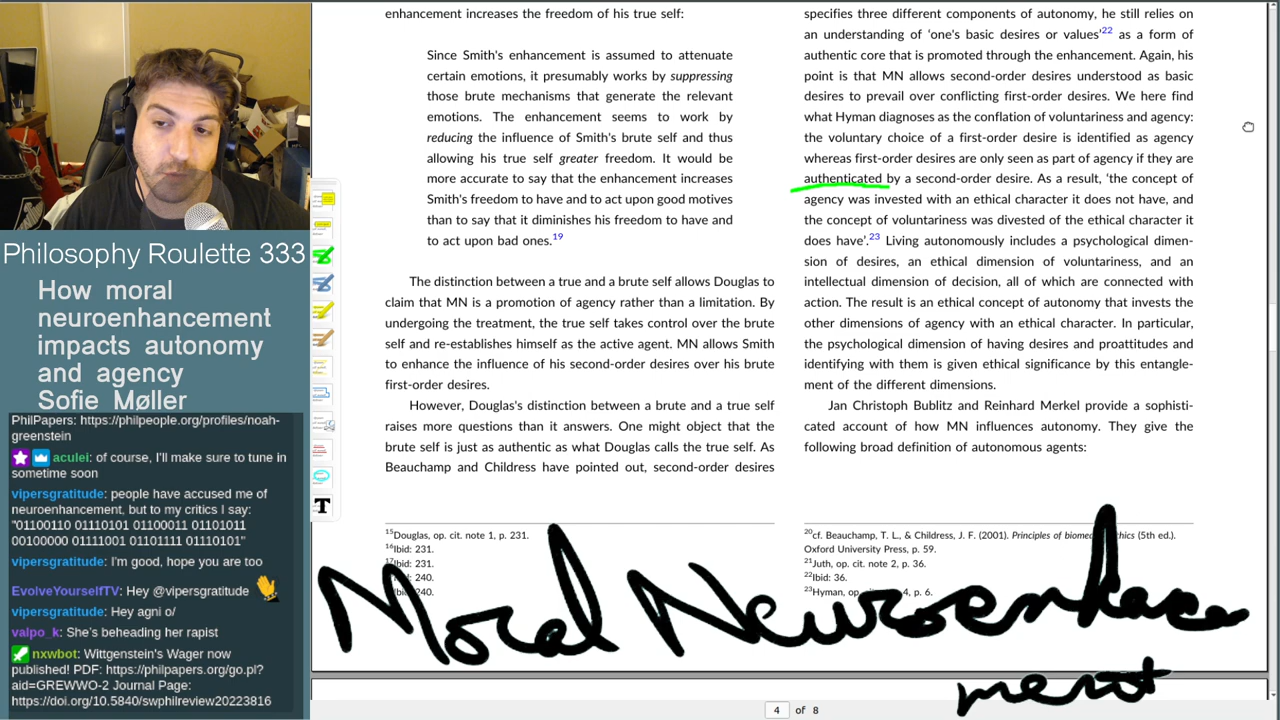 Philosophy Roulette 333
How moral
neuroenhancement
impacts autonomy
and agency
Sofie Møller
PhilPapers: https://philpeople.org/profiles/noah-
greenstein
aculei: of course, I'll make sure to tune in
sometime soon
vipersgratitude: people have accused me of
neuroenhancement, but to my critics I say:
"01100110 01110101 01100011 01101011
00100000 01111001 01101111 01110101"
vipersgratitude: I'm good, hope you are too
EvolveYourselfTV: Hey @vipersgratitude
vipersgratitude: Hey agni o/
valpo_k: She's beheading her rapist
nxwbot: Wittgenstein's Wager now
published! PDF: https://philpapers.org/go.pl?
aid=GREWWO-2 Journal Page:
https://doi.org/10.5840/swphilreview20223816
enhancement increases the freedom of his true self:
Since Smith's enhancement is assumed to attenuate
certain emotions, it presumably works by suppressing
those brute mechanisms that generate the relevant
emotions. The enhancement seems to work by
reducing the influence of Smith's brute self and thus
allowing his true self greater freedom. It would be
more accurate to say that the enhancement increases
Smith's freedom to have and to act upon good motives
than to say that it diminishes his freedom to have and
to act upon bad ones.19
The distinction between a true and a brute self allows Douglas to
claim that MN is a promotion of agency rather than a limitation. By
undergoing the treatment, the true self takes control over the brute
self and re-establishes himself as the active agent. MN allows Smith
to enhance the influence of his second-order desires over his brute
first-order desires.
However, Douglas's distinction between a brute and a true self
raises more questions than it answers. One might object that the
brute self is just as authentic as what Douglas calls the true self. As
Beauchamp and Childress have pointed out, second-order desires
15Douglas, op. cit. note 1, p. 231.
16Ibid: 231.
17Ibid: 231.
240.
240.
specifies three different components of autonomy, he still relies on
an understanding of 'one's basic desires or values'22 as a form of
authentic core that is promoted through the enhancement. Again, his
point is that MN allows second-order desires understood as basic
desires to prevail over conflicting first-order desires. We here find
what Hyman diagnoses as the conflation of voluntariness and agency:
the voluntary choice of a first-order desire is identified as agency
whereas first-order desires are only seen as part of agency if they are
authenticated by a second-order desire. As a result, 'the concept of
agency was invested with an ethical character it does not have, and
the concept of voluntariness was drained of the ethical character it
does have'.23 Living autonomously includes a psychological dimen-
sion of desires, an ethical dimension of voluntariness, and an
intellectual dimension of decision, all of which are connected with
action. The result is an ethical concept of autonomy that invests the
other dimensions of agency with an ethical character. In particular,
the psychological dimension of having desires and proattitudes and
identifying with them is given ethical significance in this entangle-
ment of the different dimensions.
Christoph Bublitz and Reinhard Merkel provide a sophisti-
cated account of how MN influences autonomy. They give the
following broad definition of autonomous agents:
20cf. Beauchamp, T. L., & Childress, J. F. (2001). Principles of biomedical ethics (5th ed.).
Oxford University Press, p. 59.
21Juth, op. cit. note 2, p. 36.
22Ibid: 36.
23Hyman, op. 4, p. 6.
Moral Neuroenhance
ment
4 of 8
T